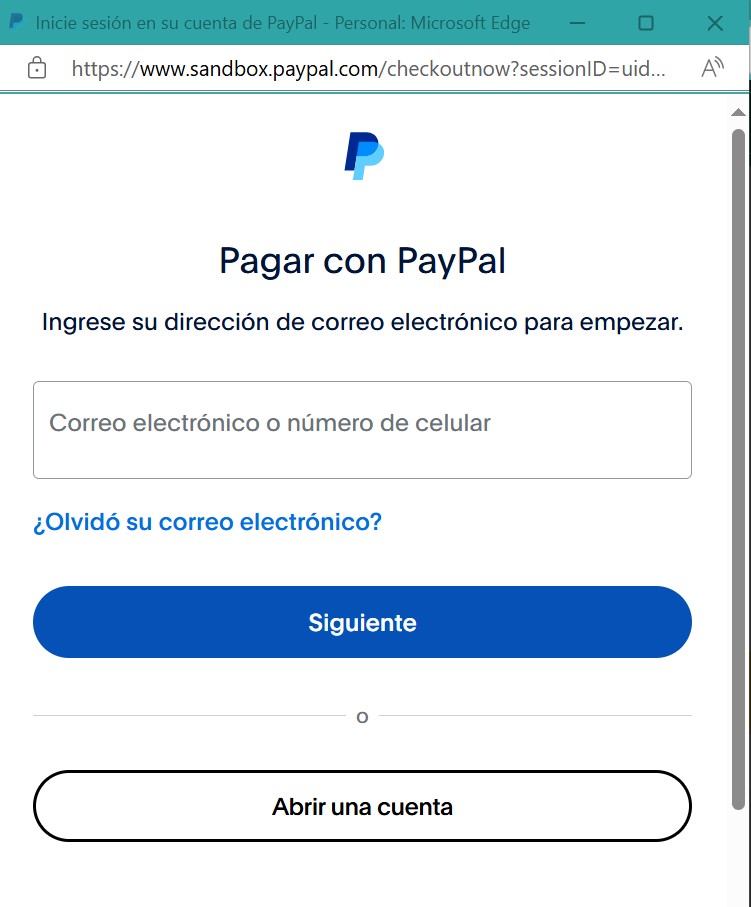 Inicie sesión en su cuenta de PayPal - Personal: Microsoft Edge
https://www.sandbox.paypal.com/checkoutnow?sessionID=uid...
Pagar con PayPal
Ingrese su dirección de correo electrónico para empezar.
Correo electrónico o número de celular
¿Olvidó su correo electrónico?
Siguiente
o
Abrir una cuenta